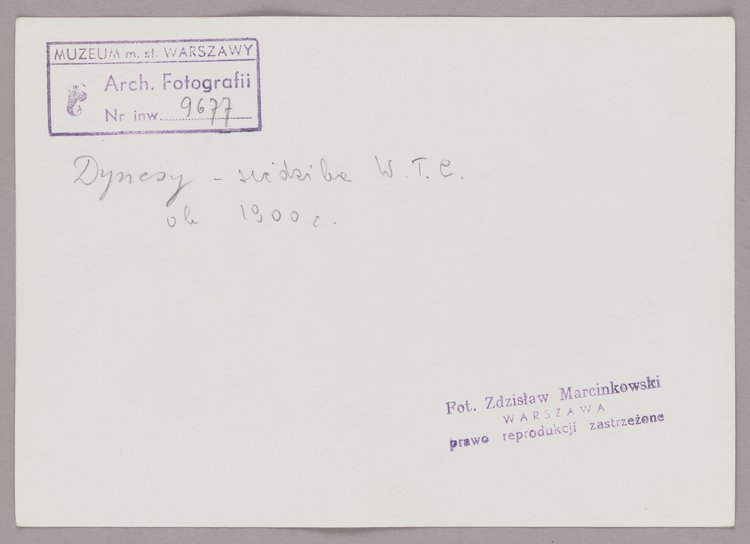 MUZEUM m. st. WARSZAWY
Arch. Fotografii
Nr inw. 9677
Dynasy - siedziba W.T.C.
ok. 1900 r.
Fot. Zdzisław Marcinkowski
WARSZAWA
prawo reprodukcji zastrzeżone